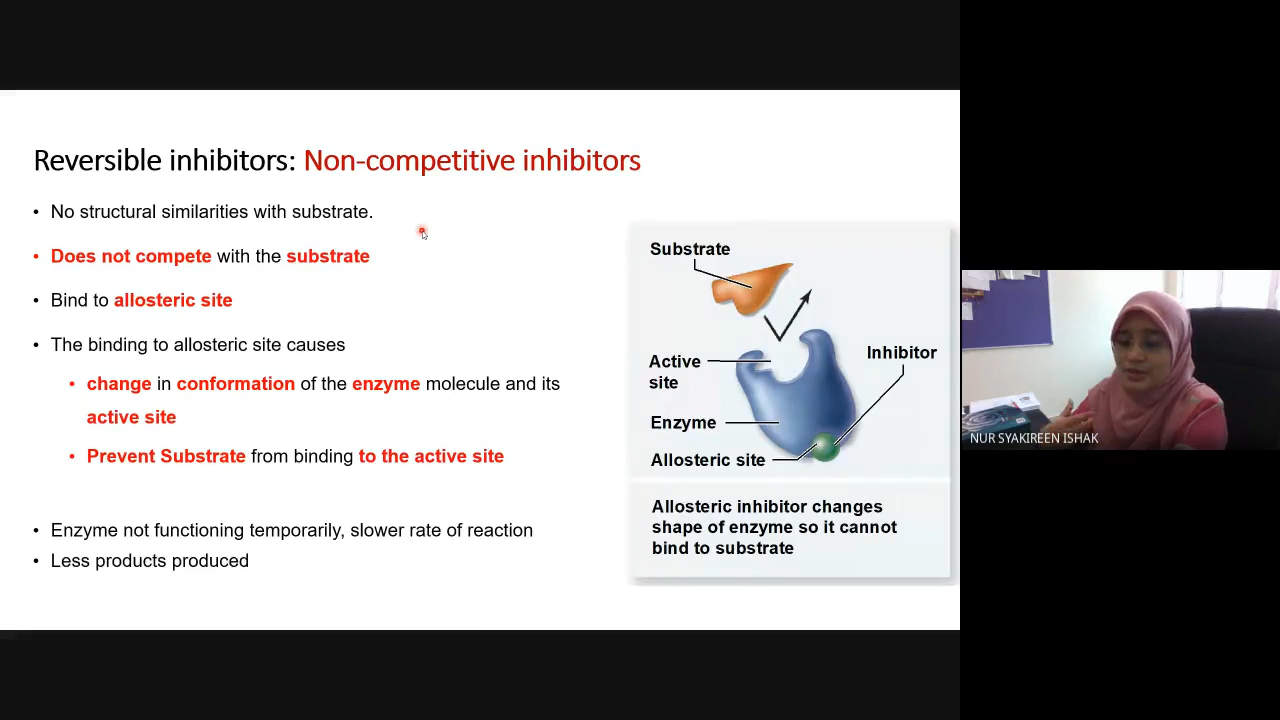 Reversible inhibitors: Non-competitive inhibitors
• No structural similarities with substrate.
• Does not compete with the substrate
• Bind to allosteric site
• The binding to allosteric site causes
• change in conformation of the enzyme molecule and its
active site
• Prevent Substrate from binding to the active site
• Enzyme not functioning temporarily, slower rate of reaction
• Less products produced
Substrate
Active
site
Inhibitor
Enzyme
Allosteric site
Allosteric inhibitor changes
shape of enzyme so it cannot
bind to substrate
NUR SYAKIREEN ISHAK